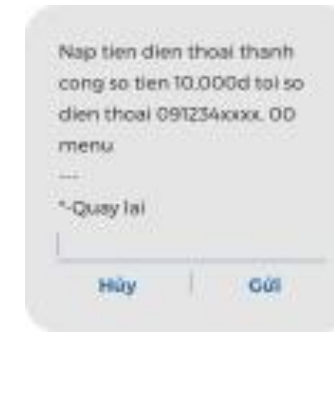 Nap tien dien thoai thanh
cong so tien 10.000d toi so
dien thoai 091234xxxx. 00
menu
---
*-Quay lai
Hủy
Gửi